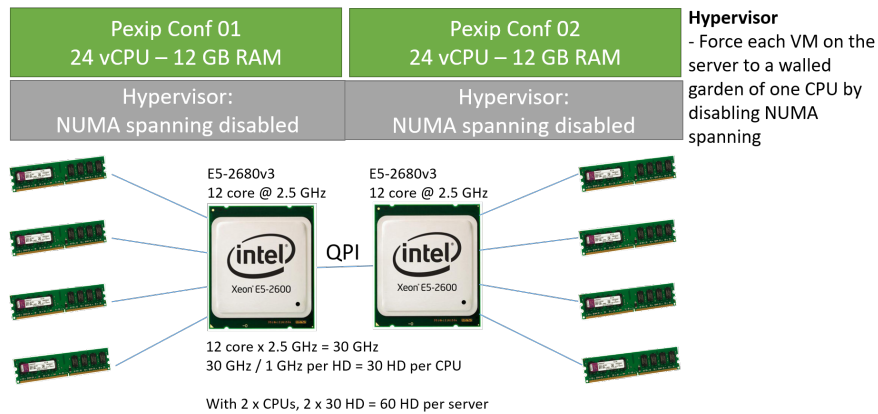 Pexip Conf 01
24 vCPU – 12 GB RAM
Pexip Conf 02
24 vCPU – 12 GB RAM
Hypervisor
- Force each VM on the
server to a walled
garden of one CPU by
disabling NUMA
spanning
Hypervisor:
NUMA spanning disabled
Hypervisor:
NUMA spanning disabled
E5-2680v3
12 core @ 2.5 GHz
E5-2680v3
12 core @ 2.5 GHz
intel
Xeon® E5-2600
QPI
intel
Xeon® E5-2600
12 core x 2.5 GHz = 30 GHz
30 GHz / 1 GHz per HD = 30 HD per CPU
With 2 x CPUs, 2 x 30 HD = 60 HD per server